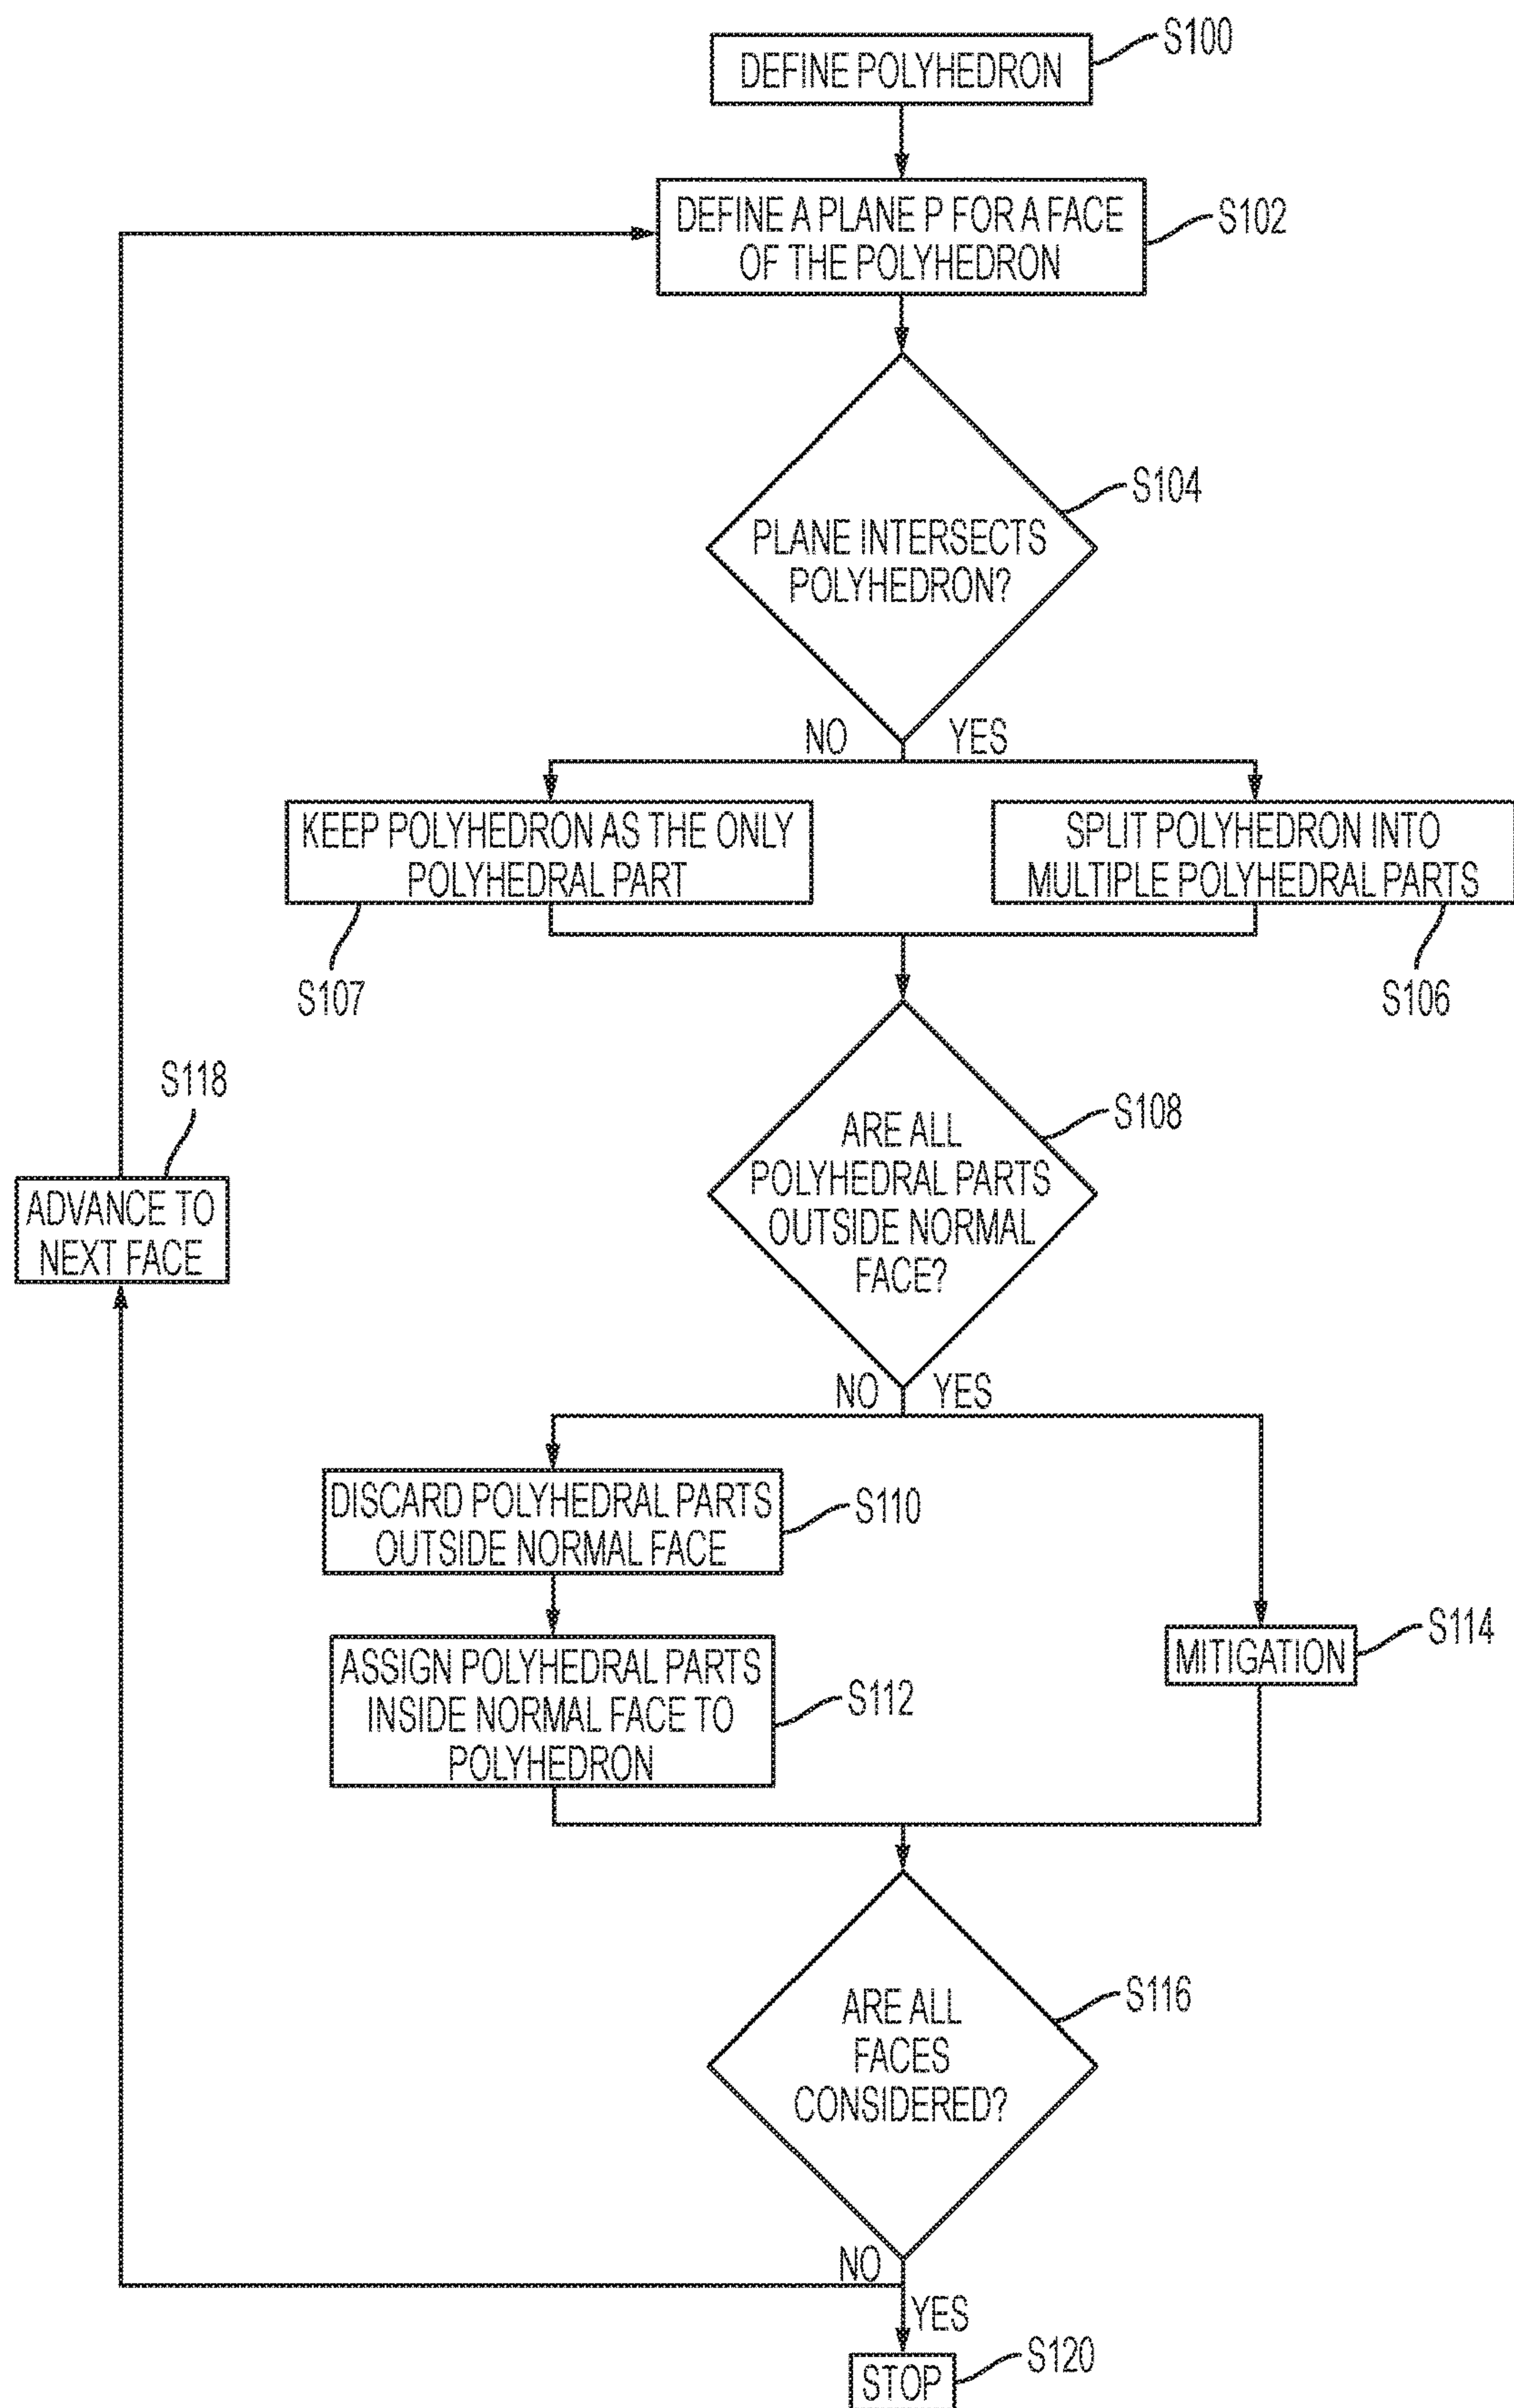 S100
DEFINE POLYHEDRON
DEFINE A PLANE P FOR A FACE
OF THE POLYHEDRON
S102
S104
PLANE INTERSECTS
POLYHEDRON?
NO
YES
KEEP POLYHEDRON AS THE ONLY
POLYHEDRAL PART
SPLIT POLYHEDRON INTO
MULTIPLE POLYHEDRAL PARTS
S107
S106
S118
ADVANCE TO
NEXT FACE
S108
ARE ALL
POLYHEDRAL PARTS
OUTSIDE NORMAL
FACE?
NO
YES
DISCARD POLYHEDRAL PARTS
OUTSIDE NORMAL FACE
S110
ASSIGN POLYHEDRAL PARTS
INSIDE NORMAL FACE TO
POLYHEDRON
S112
MITIGATION
S114
S116
ARE ALL
FACES
CONSIDERED?
NO
YES
STOP
S120